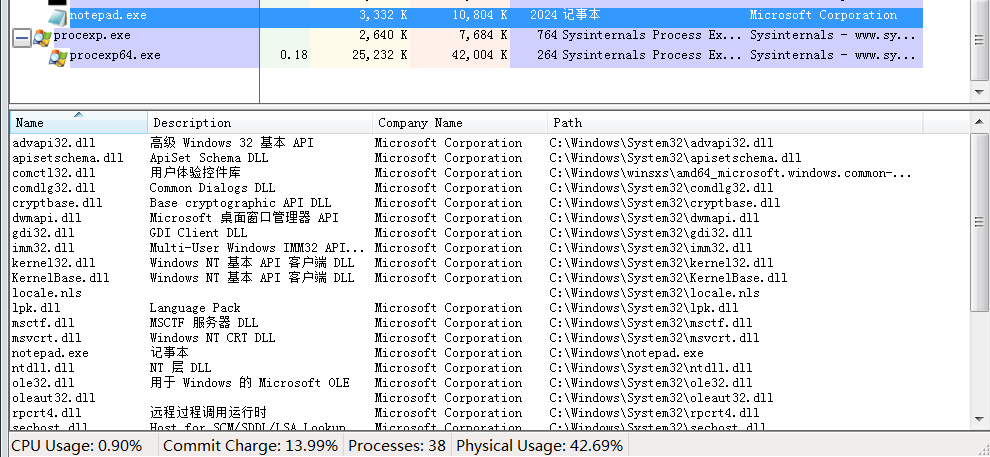 notepad.exe 3,332 K 10,804 K 2024 记事本 Microsoft Corporation
procexp.exe 2,640 K 7,684 K 764 Sysinternals Process Ex... Sysinternals - www.sy...
procexp64.exe 0.18 25,232 K 42,004 K 264 Sysinternals Process Ex... Sysinternals - www.sy...
Name Description Company Name Path
advapi32.dll 高级 Windows 32 基本 API Microsoft Corporation C:\Windows\System32\advapi32.dll
apisetschema.dll ApiSet Schema DLL Microsoft Corporation C:\Windows\System32\apisetschema.dll
comctl32.dll 用户体验控件库 Microsoft Corporation C:\Windows\winsxs\amd64_microsoft.windows.common-...
comdlg32.dll Common Dialogs DLL Microsoft Corporation C:\Windows\System32\comdlg32.dll
cryptbase.dll Base cryptographic API DLL Microsoft Corporation C:\Windows\System32\cryptbase.dll
dwmapi.dll Microsoft 桌面窗口管理器 API Microsoft Corporation C:\Windows\System32\dwmapi.dll
gdi32.dll GDI Client DLL Microsoft Corporation C:\Windows\System32\gdi32.dll
imm32.dll Multi-User Windows IMM32 API... Microsoft Corporation C:\Windows\System32\imm32.dll
kernel32.dll Windows NT 基本 API 客户端 DLL Microsoft Corporation C:\Windows\System32\kernel32.dll
KernelBase.dll Windows NT 基本 API 客户端 DLL Microsoft Corporation C:\Windows\System32\KernelBase.dll
locale.nls C:\Windows\System32\locale.nls
lpk.dll Language Pack Microsoft Corporation C:\Windows\System32\lpk.dll
msctf.dll MSCTF 服务器 DLL Microsoft Corporation C:\Windows\System32\msctf.dll
msvcrt.dll Windows NT CRT DLL Microsoft Corporation C:\Windows\System32\msvcrt.dll
notepad.exe 记事本 Microsoft Corporation C:\Windows\notepad.exe
ntdll.dll NT 层 DLL Microsoft Corporation C:\Windows\System32\ntdll.dll
ole32.dll 用于 Windows 的 Microsoft OLE Microsoft Corporation C:\Windows\System32\ole32.dll
oleaut32.dll Microsoft Corporation C:\Windows\System32\oleaut32.dll
rpcrt4.dll 远程过程调用运行时 Microsoft Corporation C:\Windows\System32\rpcrt4.dll
sechost.dll Host for SCM/SDDL/LSA Lookup Microsoft Corporation C:\Windows\System32\sechost.dll
CPU Usage: 0.90% Commit Charge: 13.99% Processes: 38 Physical Usage: 42.69%